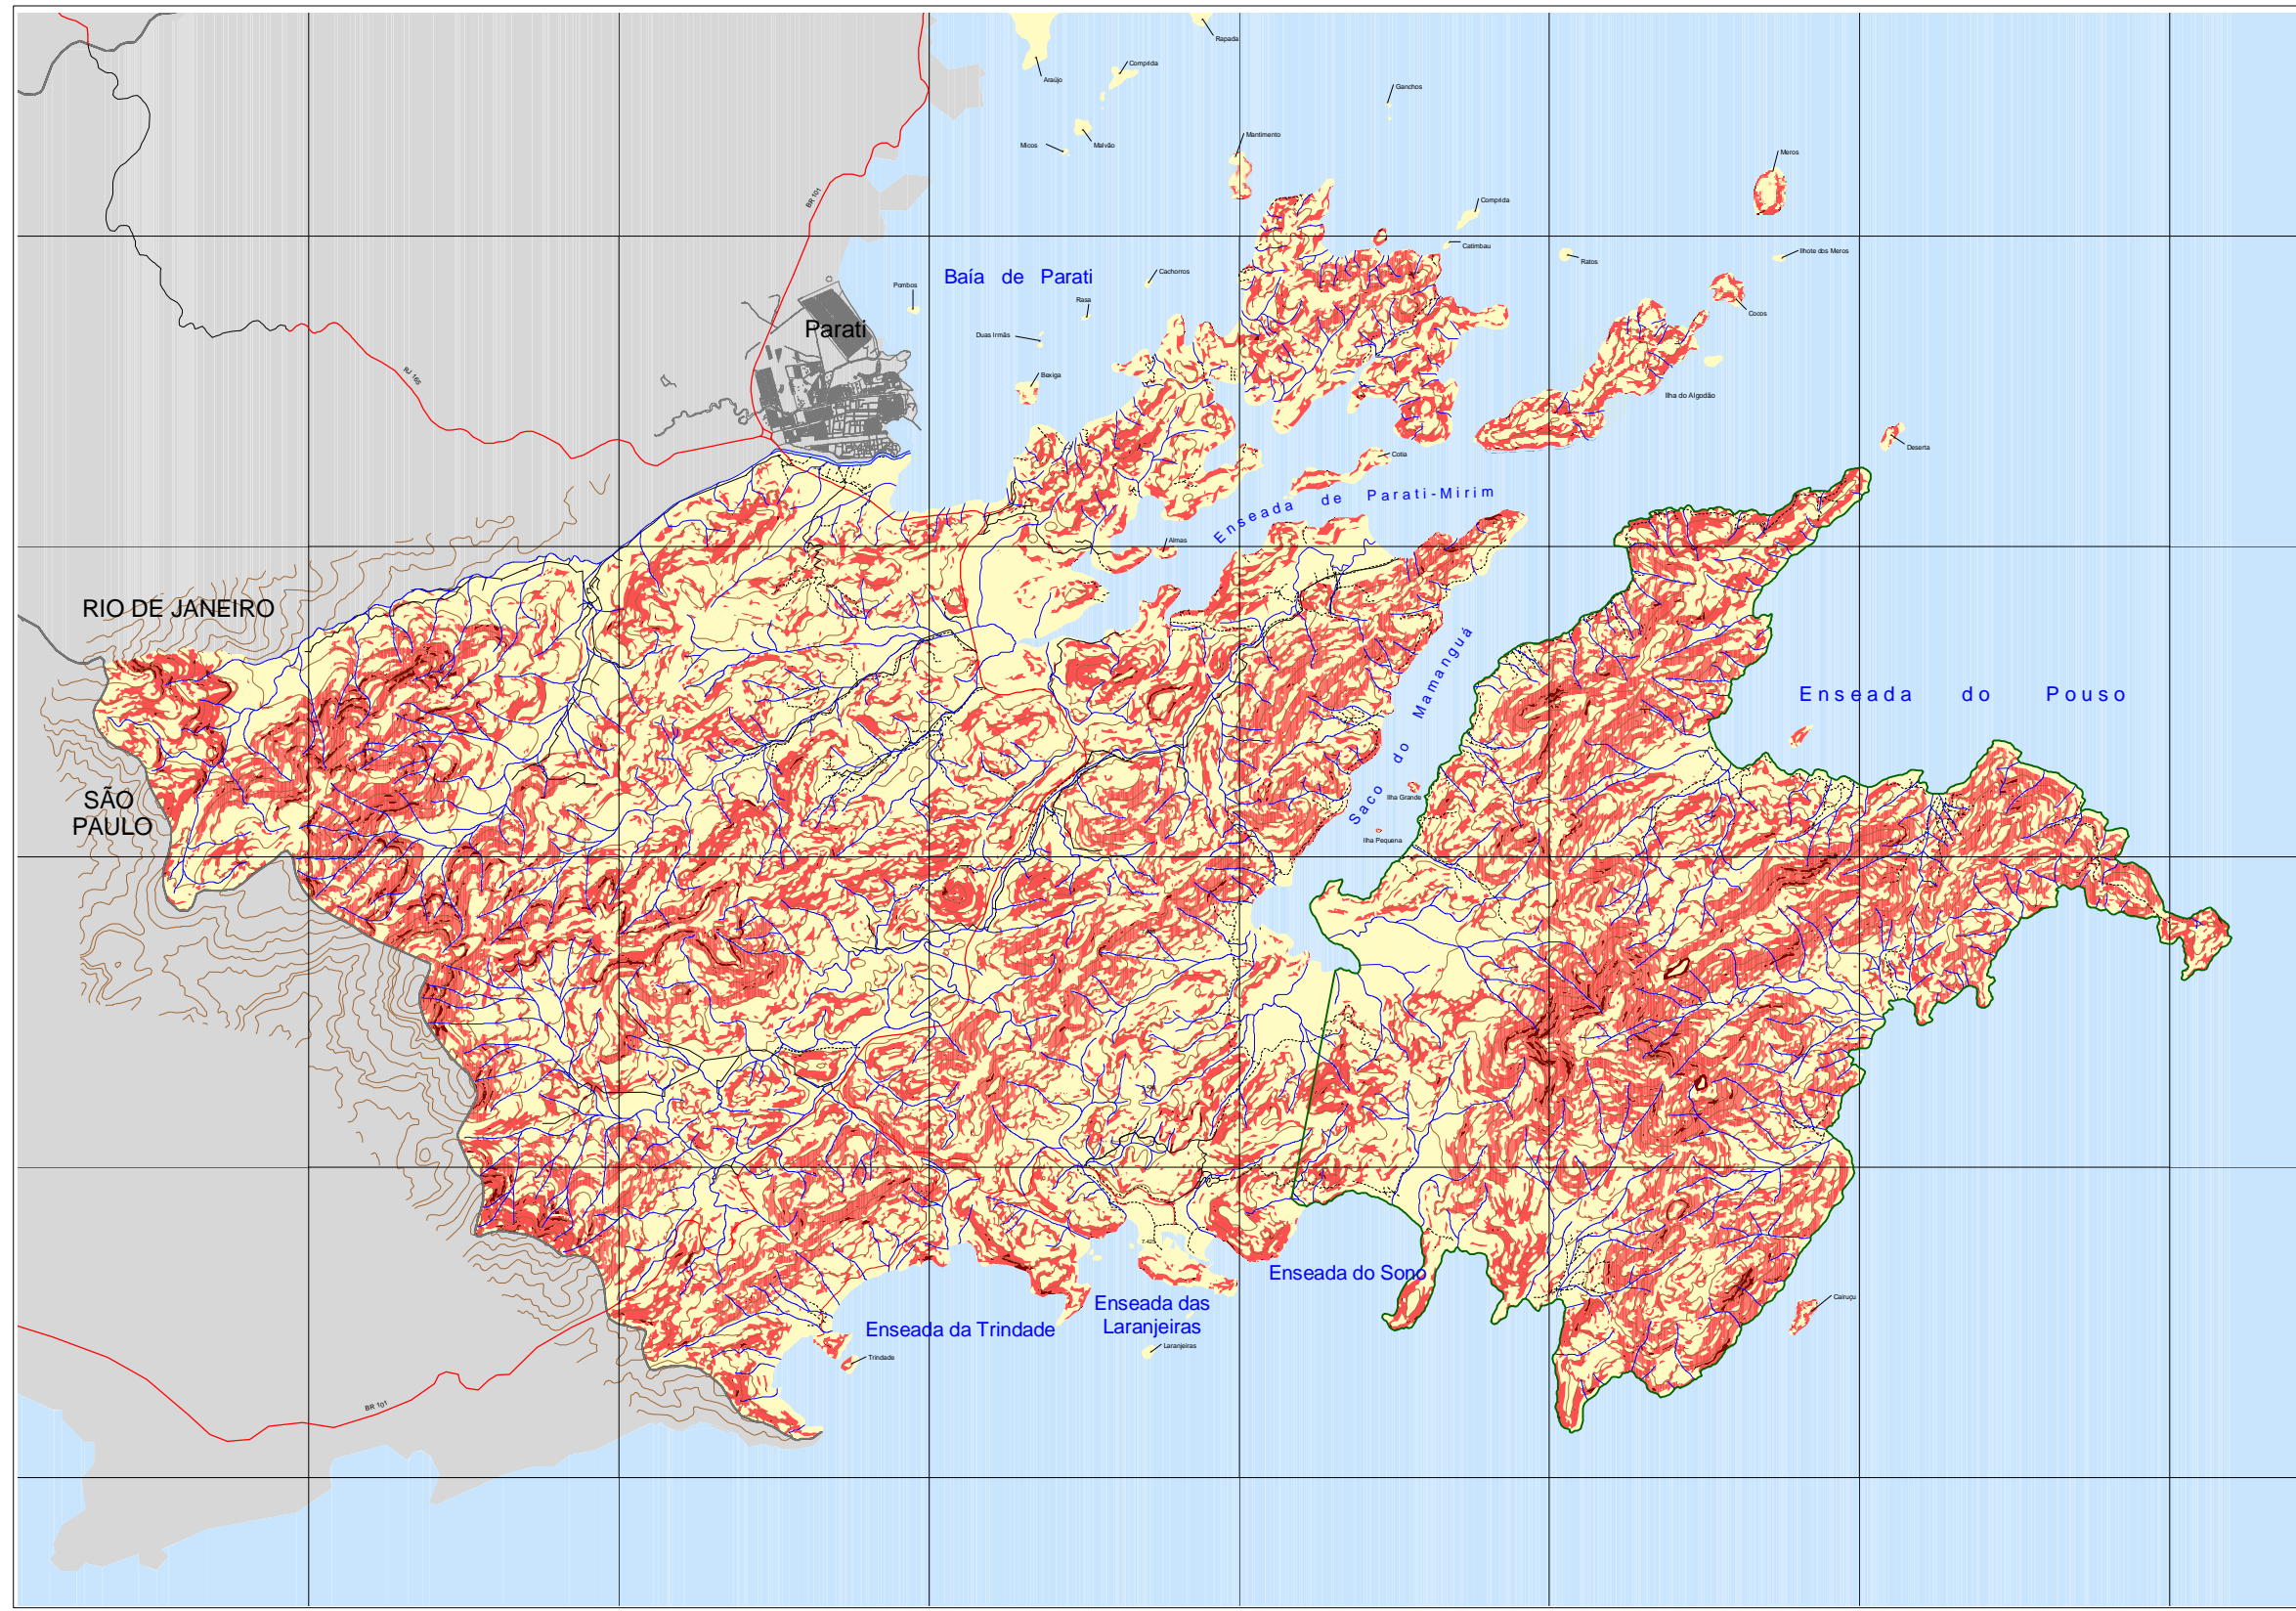 Rapada
Araújo
Comprida
Ganchos
Micos
Malvão
Mantimento
Meros
BR 101
Comprida
Catimbau
Ratos
Ilhote dos Meros
Baía de Parati
Cachorros
Pombos
Rasa
Cocos
Parati
Duas Irmãs
RJ 165
Bexiga
Ilha do Algodão
Deserta
Cotia
Enseada de Parati-Mirim
Almas
RIO DE JANEIRO
Saco do Mamanguá
Enseada do Pouso
SÃO
PAULO
Ilha Grande
Ilha Pequena
Enseada do Sono
Cairuçu
Enseada das
Laranjeiras
Enseada da Trindade
Laranjeiras
Trindade
BR 101